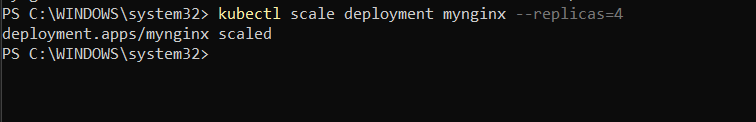 PS C:\WINDOWS\system32> kubectl scale deployment mynginx --replicas=4
deployment.apps/mynginx scaled
PS C:\WINDOWS\system32>